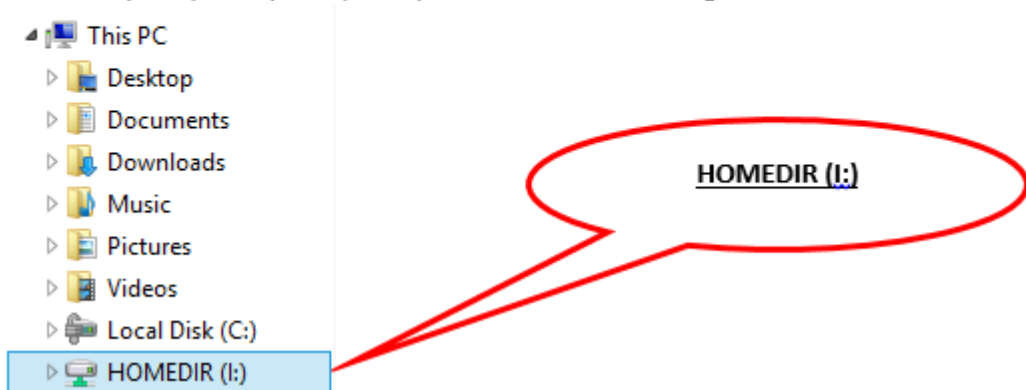 This PC
Desktop
Documents
Downloads
Music
Pictures
Videos
Local Disk (C:)
HOMEDIR (I:)
HOMEDIR (I:)